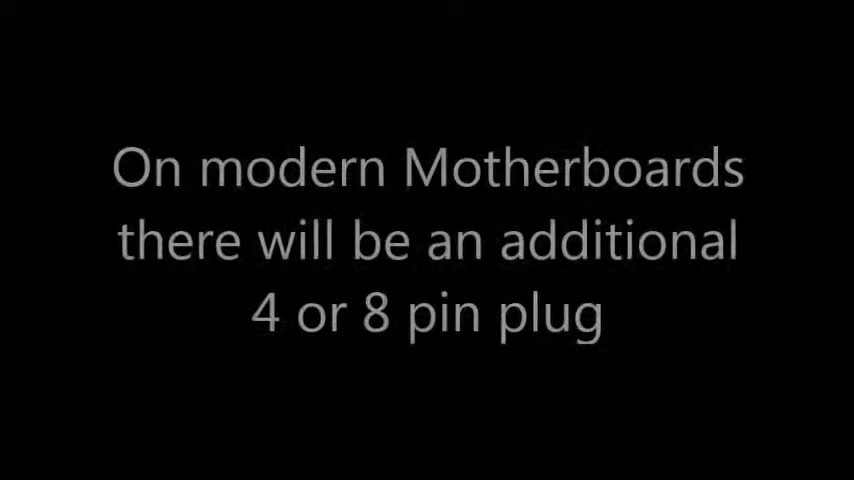 On modern Motherboards
there will be an additional
4 or 8 pin plug